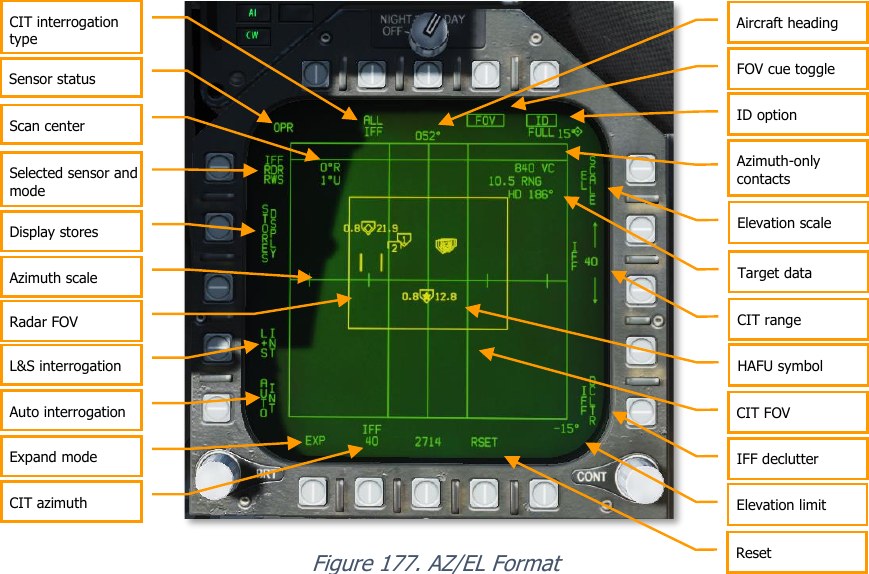 CIT interrogation
type
Sensor status
Scan center
Selected sensor and
mode
Display stores
Azimuth scale
Radar FOV
L&S interrogation
Auto interrogation
Expand mode
CIT azimuth
AI
CW
NIGHT
DAY
OFF
OPR
ALL
IFF
052°
FOV
ID
FULL 15°
IFF
RDR
RWS
0°R
1°U
840 VC
10.5 RNG
HD 186°
EL
SCALE
STORES
DSPLYS
0.8 21.9
1
2
0.8 12.8
IFF
40
L+S
INT
AUTO
INT
IFF
DCLTR
-15°
EXP
IFF
40
2714
RSET
BRT
CONT
Aircraft heading
FOV cue toggle
ID option
Azimuth-only
contacts
Elevation scale
Target data
CIT range
HAFU symbol
CIT FOV
IFF declutter
Elevation limit
Reset
Figure 177. AZ/EL Format